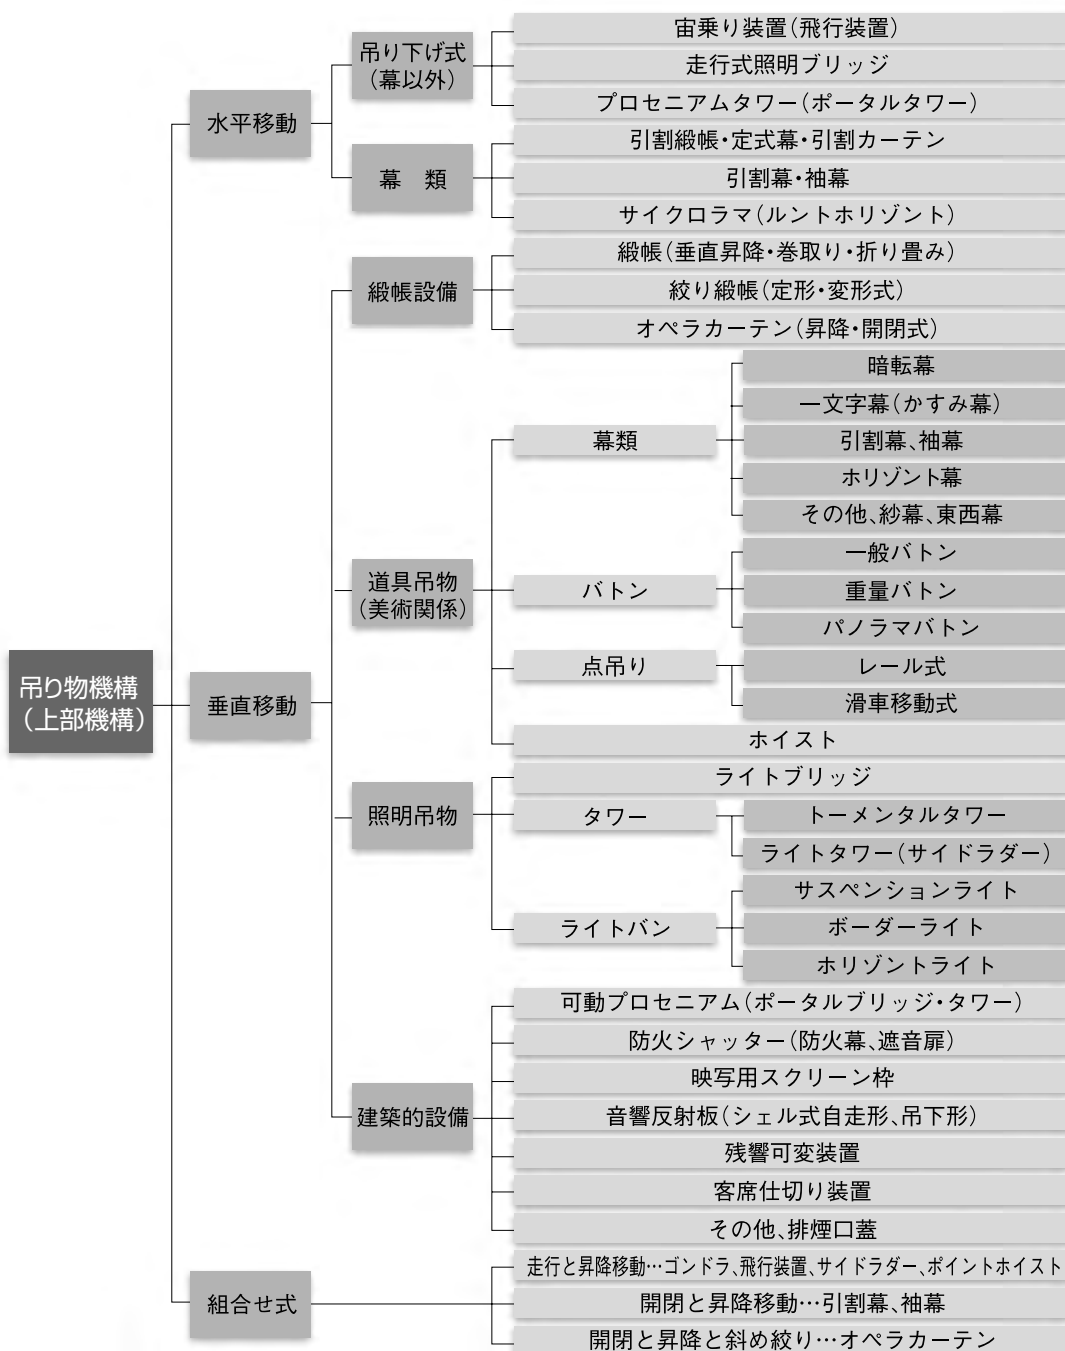 吊り物機構
（上部機構）
水平移動
吊り下げ式
（幕以外）
宙乗り装置（飛行装置）
走行式照明ブリッジ
プロセニアムタワー（ポータルタワー）
幕　類
引割緞帳・定式幕・引割カーテン
引割幕・袖幕
サイクロラマ（ルントホリゾント）
垂直移動
緞帳設備
緞帳（垂直昇降・巻取り・折り畳み）
絞り緞帳（定形・変形式）
オペラカーテン（昇降・開閉式）
道具吊物
（美術関係）
幕類
暗転幕
一文字幕（かすみ幕）
引割幕、袖幕
ホリゾント幕
その他、紗幕、東西幕
バトン
一般バトン
重量バトン
パノラマバトン
点吊り
レール式
滑車移動式
ホイスト
照明吊物
ライトブリッジ
タワー
トーメンタルタワー
ライトタワー（サイドラダー）
ライトバン
サスペンションライト
ボーダーライト
ホリゾントライト
建築的設備
可動プロセニアム（ポータルブリッジ・タワー）
防火シャッター（防火幕、遮音扉）
映写用スクリーン枠
音響反射板（シェル式自走形、吊下形）
残響可変装置
客席仕切り装置
その他、排煙口蓋
組合せ式
走行と昇降移動…ゴンドラ、飛行装置、サイドラダー、ポイントホイスト
開閉と昇降移動…引割幕、袖幕
開閉と昇降と斜め絞り…オペラカーテン